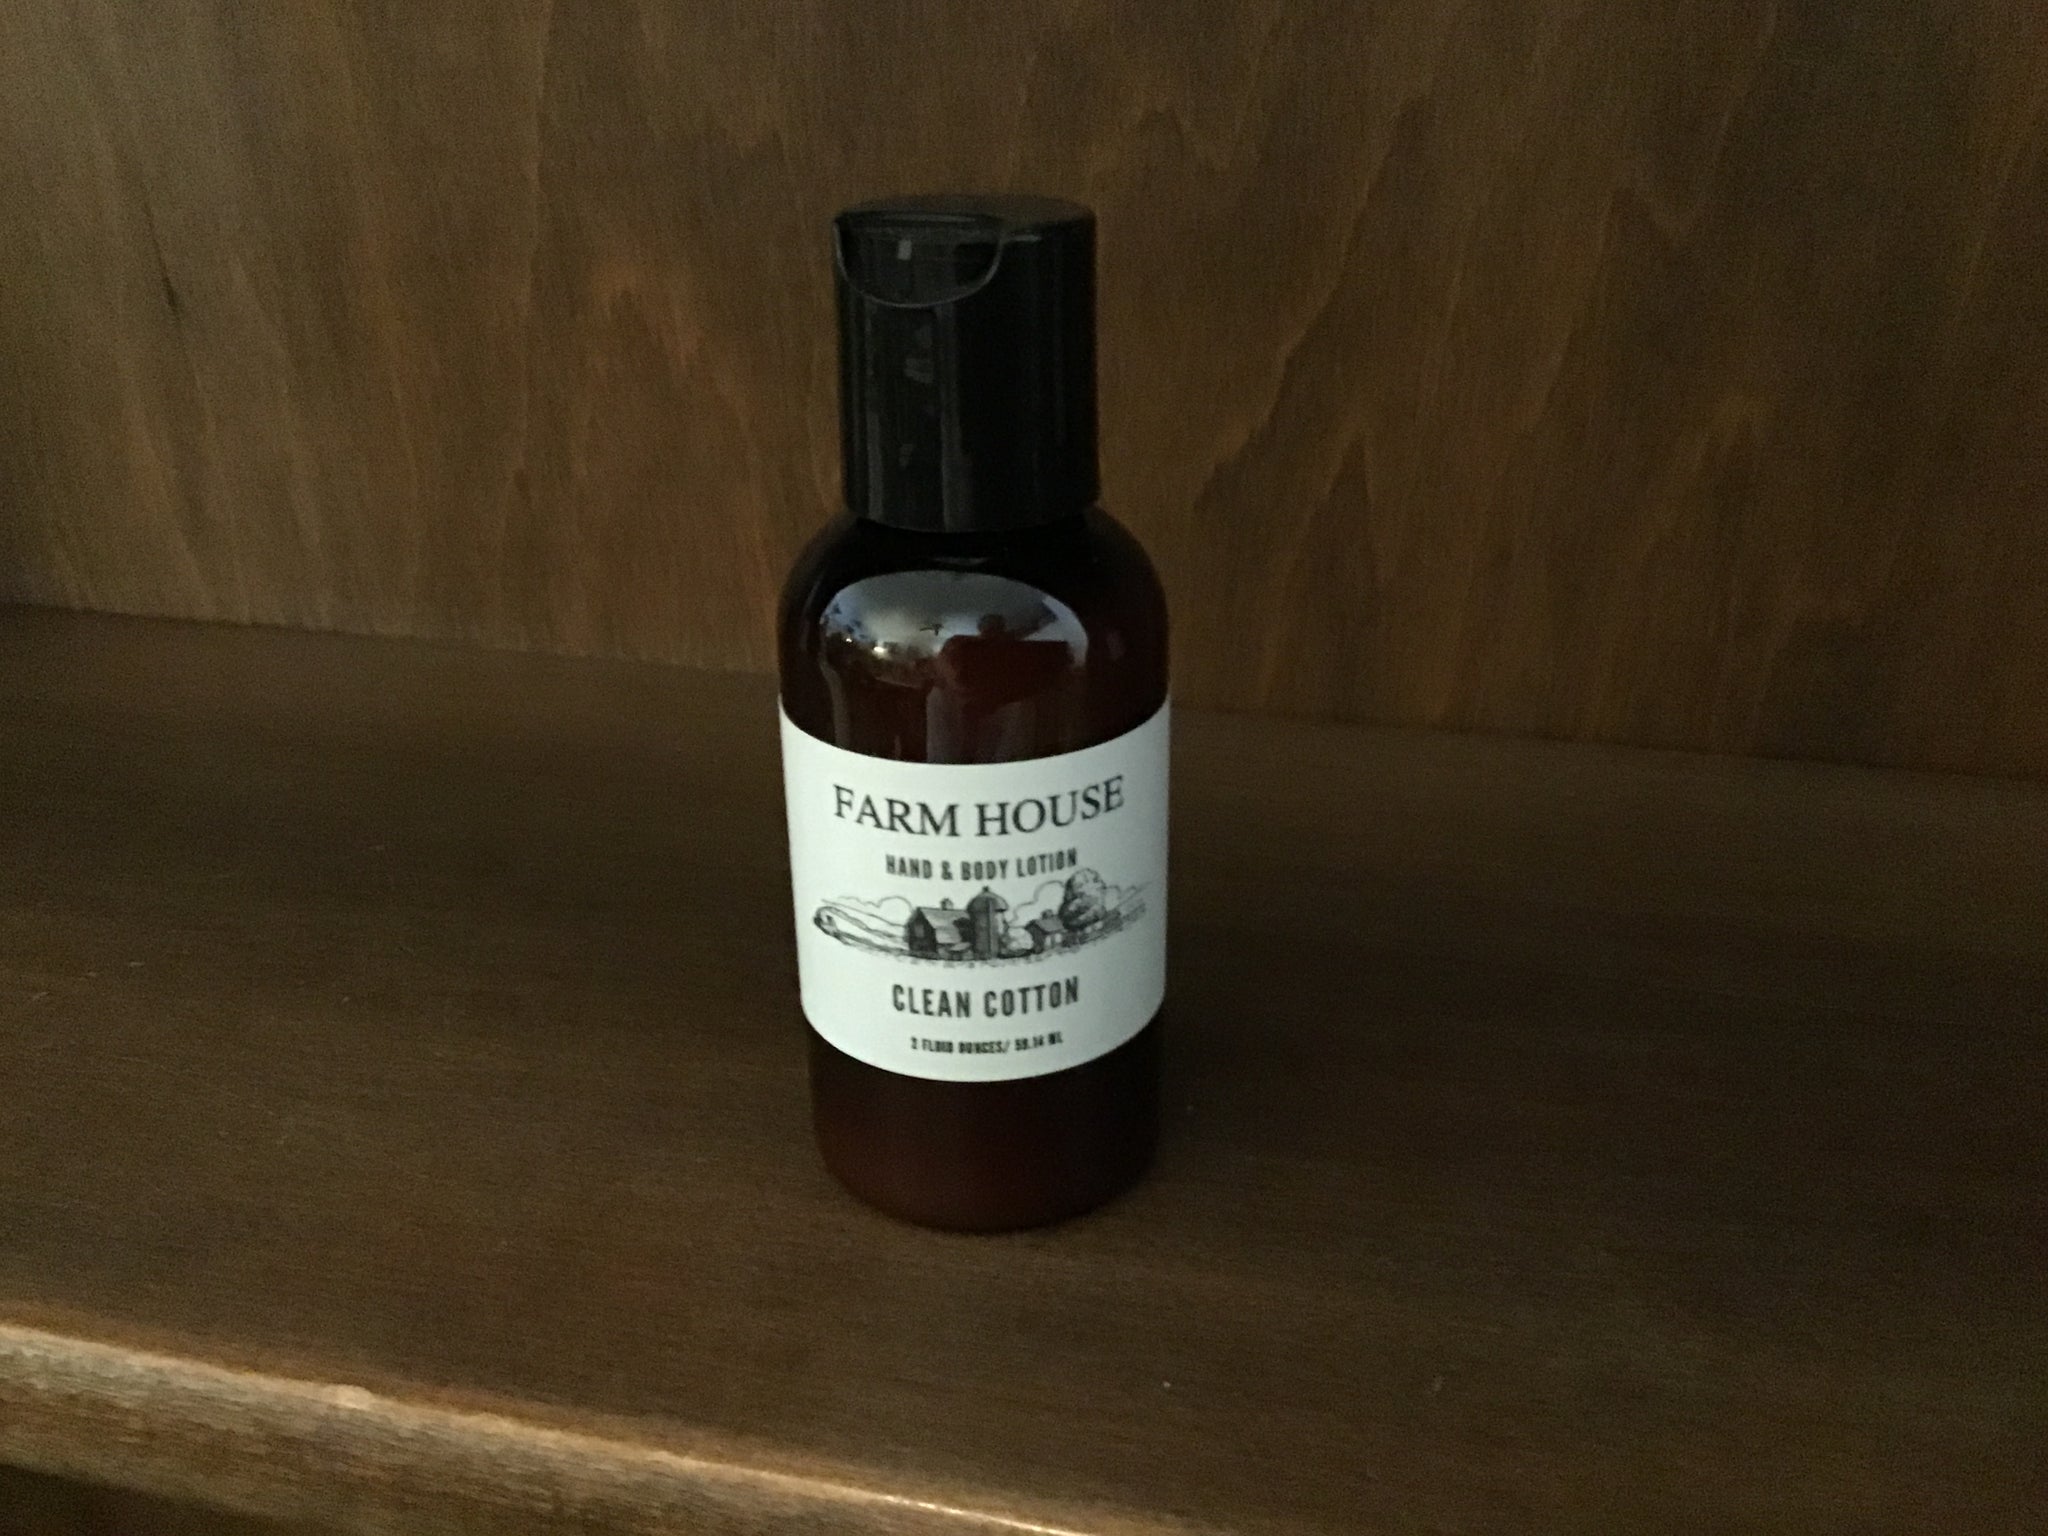 FARM HOUSE
HAND & BODY LOTION
CLEAN COTTON
2 FLUID OUNCES/ 59.14 ML